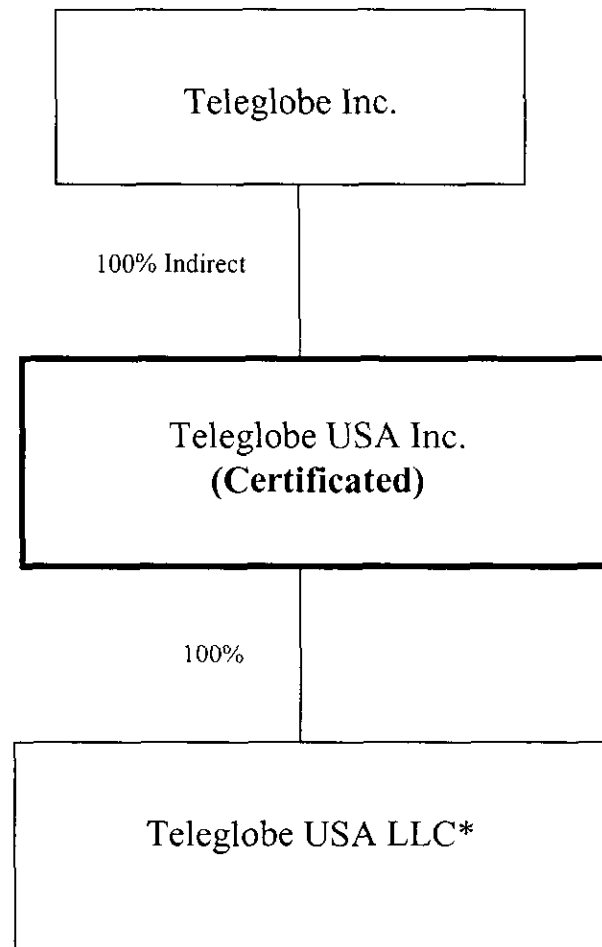 Teleglobe Inc.
100% Indirect
Teleglobe USA Inc.
(Certificated)
100%
Teleglobe USA LLC*